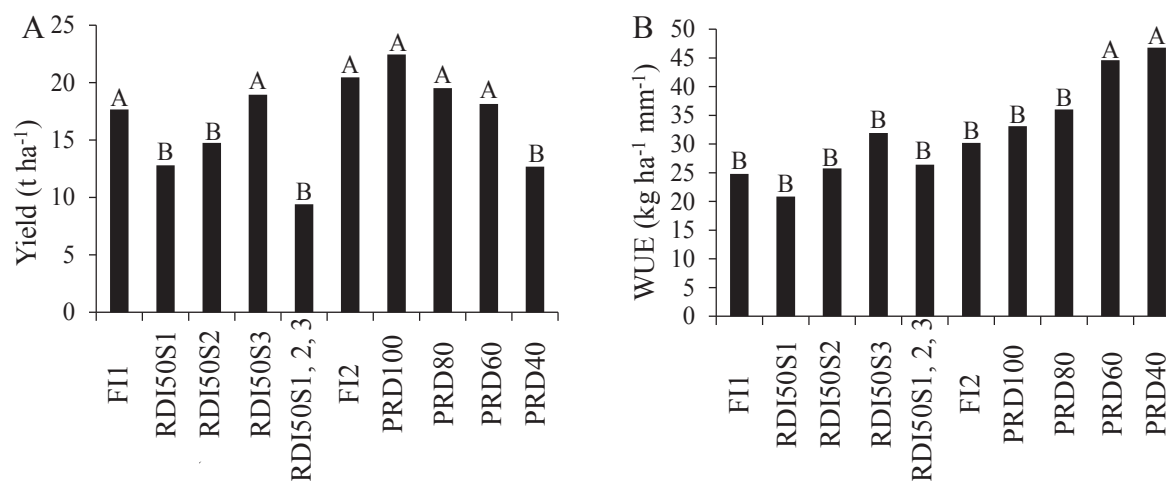 A
Yield (t ha⁻¹)
25
20
15
10
5
0
A
B
B
A
B
A
A
A
A
B
FI1
RDI50S1
RDI50S2
RDI50S3
RDI50S1, 2, 3
FI2
PRD100
PRD80
PRD60
PRD40
B
WUE (kg ha⁻¹ mm⁻¹)
50
45
40
35
30
25
20
15
10
5
0
B
B
B
B
B
B
B
B
A
A
FI1
RDI50S1
RDI50S2
RDI50S3
RDI50S1, 2, 3
FI2
PRD100
PRD80
PRD60
PRD40